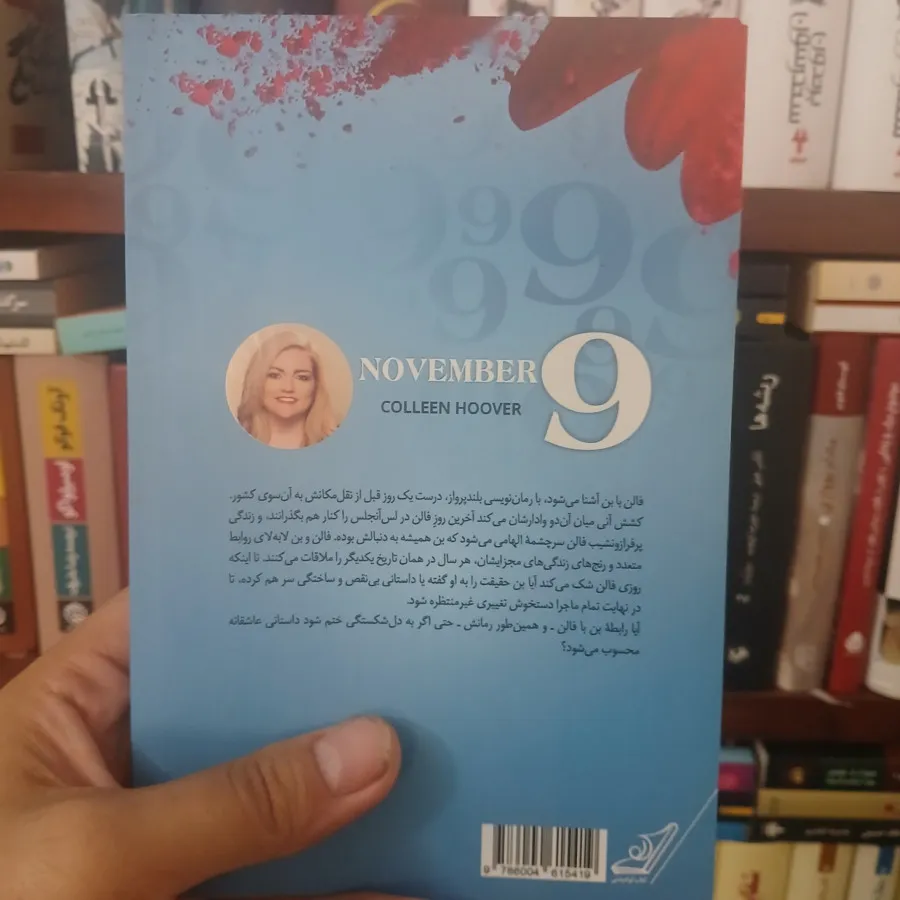 NOVEMBER 9
COLLEEN HOOVER
فالن با بن آشنا می‌شود، با رمان‌نویسی بلندپرواز، درست یک روز قبل از نقل‌مکانش به آن‌سوی کشور.
کشش آنی میان آن‌دو وادارشان می‌کند آخرین روز فالن در لس‌آنجلس را کنار هم بگذرانند، و زندگی
پرفرازونشیب فالن سرچشمهٔ الهامی می‌شود که بن همیشه به دنبالش بوده. فالن و بن لابه‌لای روابط
متعدد و رنج‌های زندگی‌های مجزایشان، هر سال در همان تاریخ یکدیگر را ملاقات می‌کنند. تا اینکه
روزی فالن شک می‌کند آیا بن حقیقت را به او گفته یا داستانی بی‌نقص و ساختگی سر هم کرده، تا
در نهایت تمام ماجرا دستخوش تغییری غیرمنتظره شود.
آیا رابطهٔ بن با فالن ـ و همین‌طور رمانش ـ حتی اگر به دل‌شکستگی ختم شود داستانی عاشقانه
محسوب می‌شود؟
9 786004 615419
ریشه‌ها